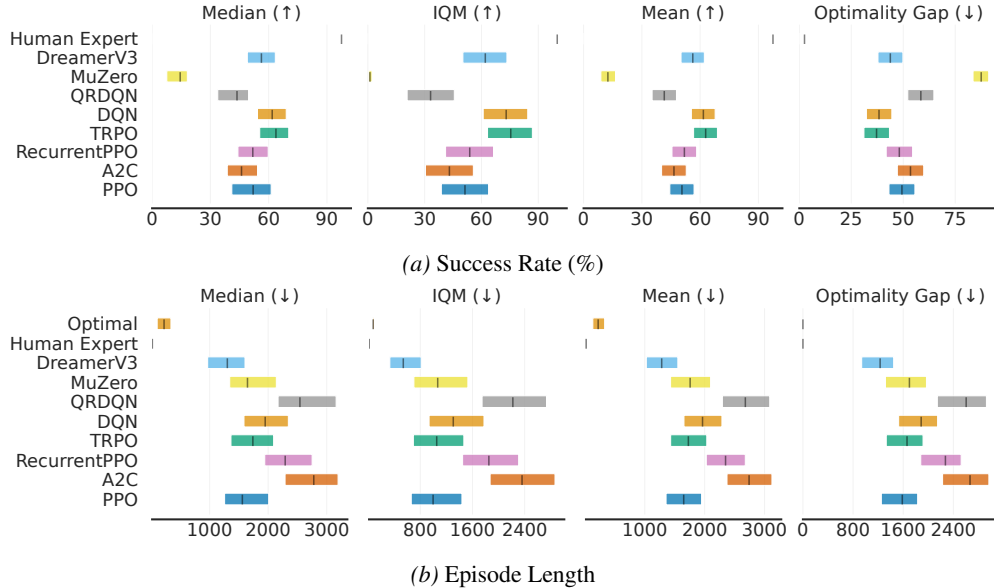 Median (↑) IQM (↑) Mean (↑) Optimality Gap (↓)
Human Expert
DreamerV3
MuZero
QRDQN
DQN
TRPO
RecurrentPPO
A2C
PPO
0 30 60 90 0 30 60 90 0 30 60 90 0 25 50 75
(a) Success Rate (%)
Median (↓) IQM (↓) Mean (↓) Optimality Gap (↓)
Optimal
Human Expert
DreamerV3
MuZero
QRDQN
DQN
TRPO
RecurrentPPO
A2C
PPO
1000 2000 3000 800 1600 2400 1000 2000 3000 0 800 1600 2400
(b) Episode Length